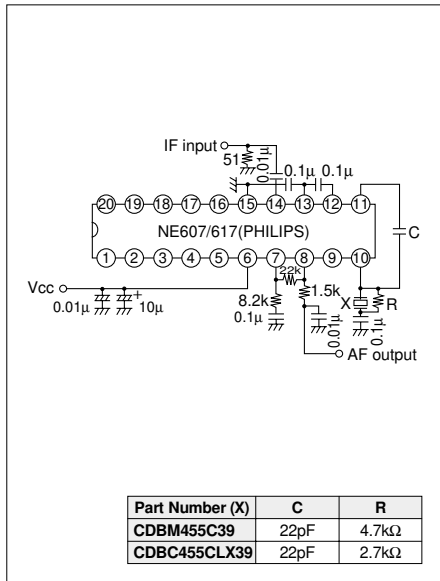 IF input
51
0.01µ
0.1µ
0.1µ
20 19 18 17 16 15 14 13 12 11
C
NE607/617(PHILIPS)
1 2 3 4 5 6 7 8 9 10
Vcc
22k
0.01µ
+
10µ
8.2k
1.5k
X
R
0.1µ
0.01µ
0.1µ
AF output
Part Number (X) C R
CDBM455C39 22pF 4.7kΩ
CDBC455CLX39 22pF 2.7kΩ